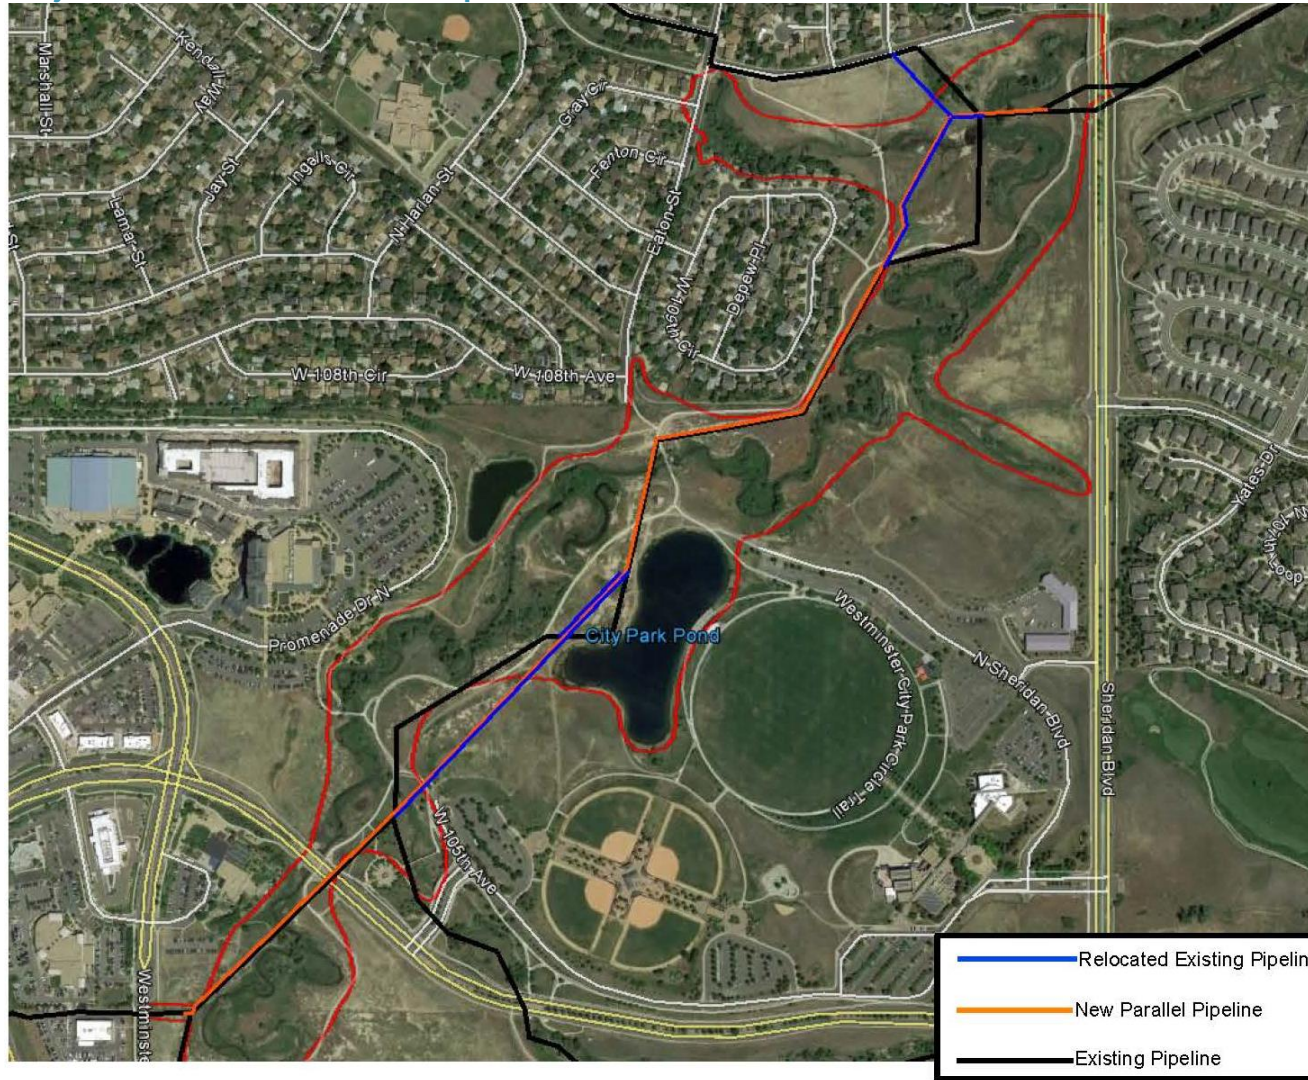 Marshall St
Kendall
Way
Gray Cir
Fenton Cir
Ingalls Cir
Jay St
Lamar St
N Harlan St
Eaton St
Depew Pl
W 109th Cir
W 108th Cir
W 108th Ave
Yates Dr
Loop
Promenade Dr N
City Park Pond
Westminster City Park Circle Trail
N Sheridan Blvd
Sheridan Blvd
W 105th Ave
Relocated Existing Pipelin
New Parallel Pipeline
Existing Pipeline